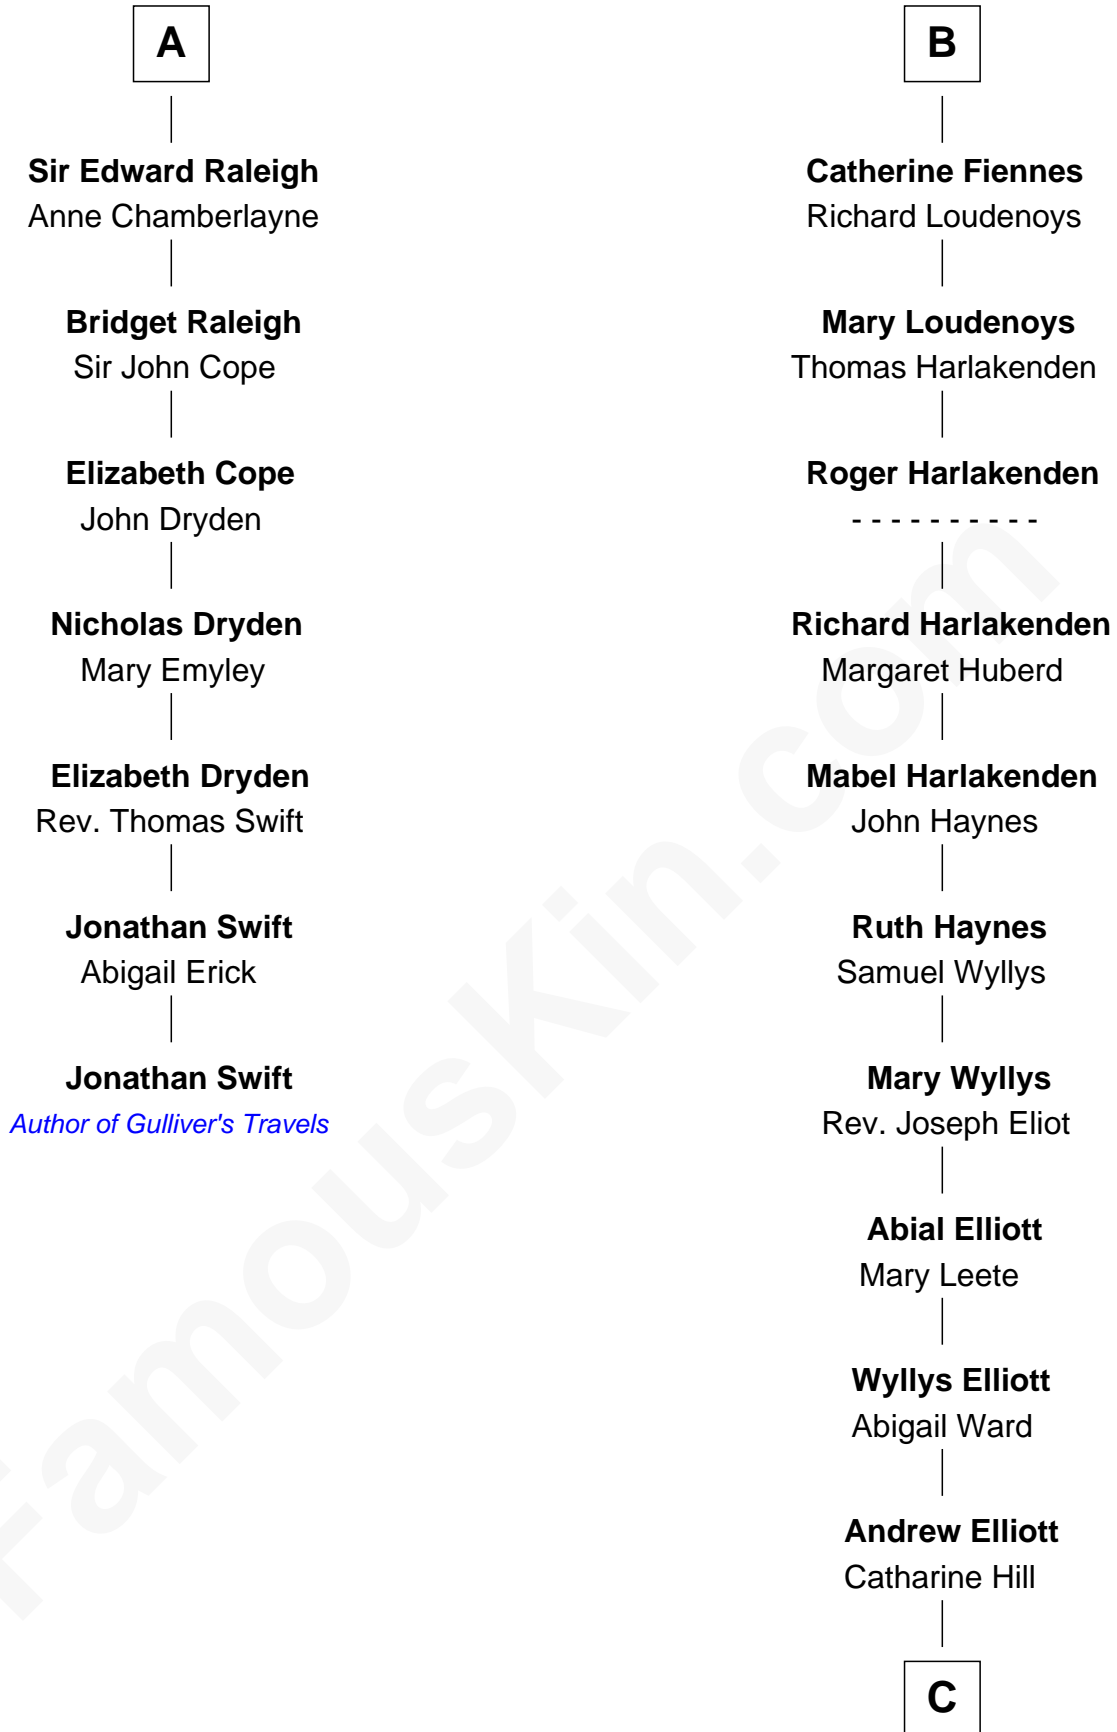 A
Sir Edward Raleigh
Anne Chamberlayne
Bridget Raleigh
Sir John Cope
Elizabeth Cope
John Dryden
Nicholas Dryden
Mary Emyley
Elizabeth Dryden
Rev. Thomas Swift
Jonathan Swift
Abigail Erick
Jonathan Swift
Author of Gulliver's Travels
B
Catherine Fiennes
Richard Loudenoys
Mary Loudenoys
Thomas Harlakenden
Roger Harlakenden
- - - - - - - - - -
Richard Harlakenden
Margaret Huberd
Mabel Harlakenden
John Haynes
Ruth Haynes
Samuel Wyllys
Mary Wyllys
Rev. Joseph Eliot
Abial Elliott
Mary Leete
Wyllys Elliott
Abigail Ward
Andrew Elliott
Catharine Hill
C
FamousKin.com